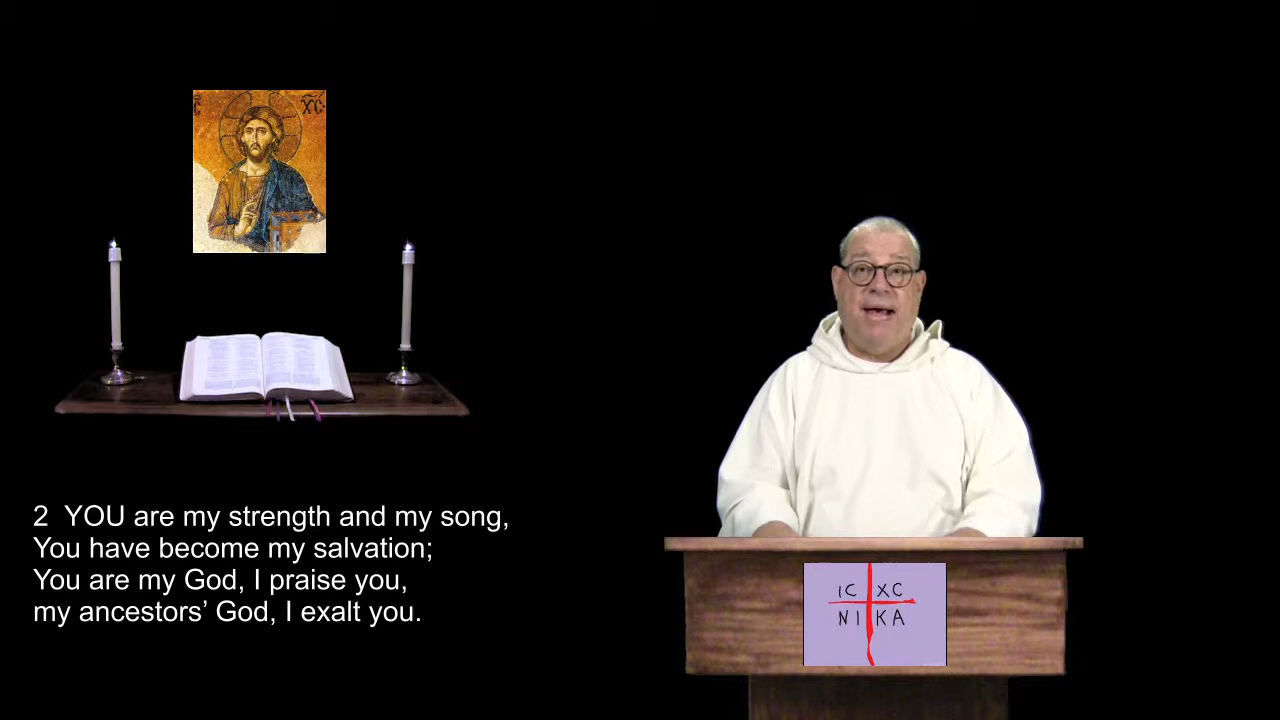 C XC
2 YOU are my strength and my song,
You have become my salvation;
You are my God, I praise you,
my ancestors’ God, I exalt you.
IC XC
NI KA